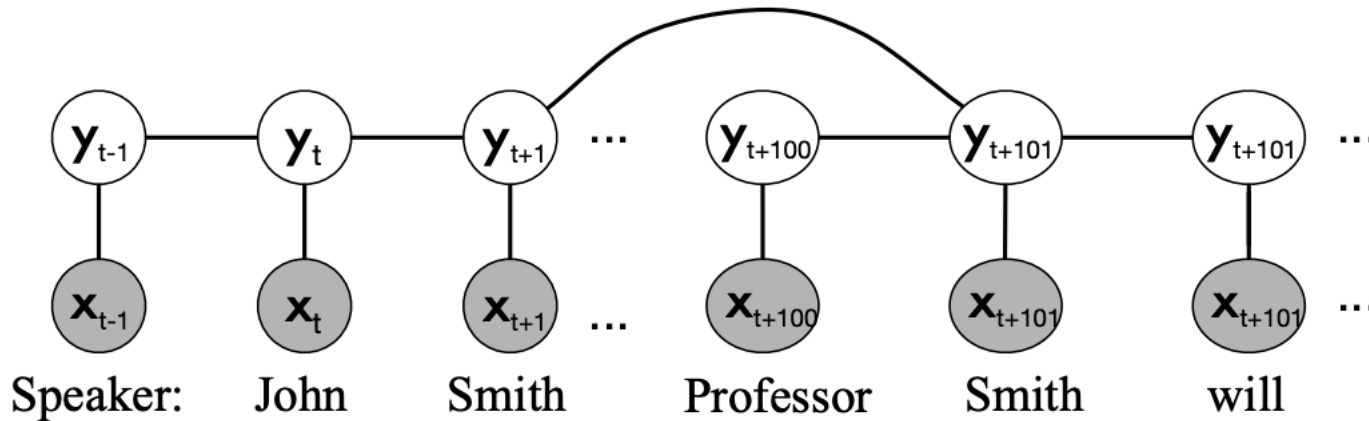 y t-1 y t y t+1 ... y t+100 y t+101 y t+101 ...
x t-1 x t x t+1 ... x t+100 x t+101 x t+101 ...
Speaker: John Smith Professor Smith will